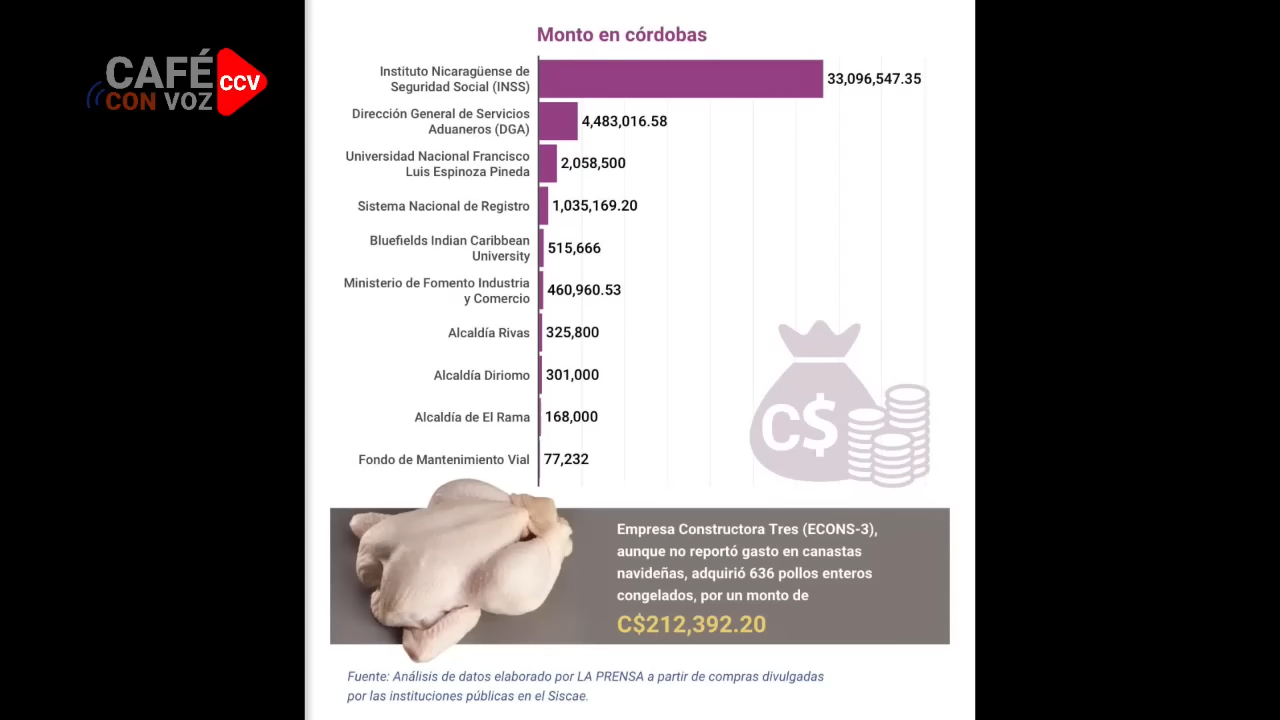 CAFÉ
CON VOZ
CCV
Monto en córdobas
Instituto Nicaragüense de
Seguridad Social (INSS)
33,096,547.35
Dirección General de Servicios
Aduaneros (DGA)
4,483,016.58
Universidad Nacional Francisco
Luis Espinoza Pineda
2,058,500
Sistema Nacional de Registro
1,035,169.20
Bluefields Indian Caribbean
University
515,666
Ministerio de Fomento Industria
y Comercio
460,960.53
Alcaldía Rivas
325,800
Alcaldía Diriomo
301,000
Alcaldía de El Rama
168,000
Fondo de Mantenimiento Vial
77,232
C$
Empresa Constructora Tres (ECONS-3),
aunque no reportó gasto en canastas
navideñas, adquirió 636 pollos enteros
congelados, por un monto de
C$212,392.20
Fuente: Análisis de datos elaborado por LA PRENSA a partir de compras divulgadas
por las instituciones públicas en el Siscae.